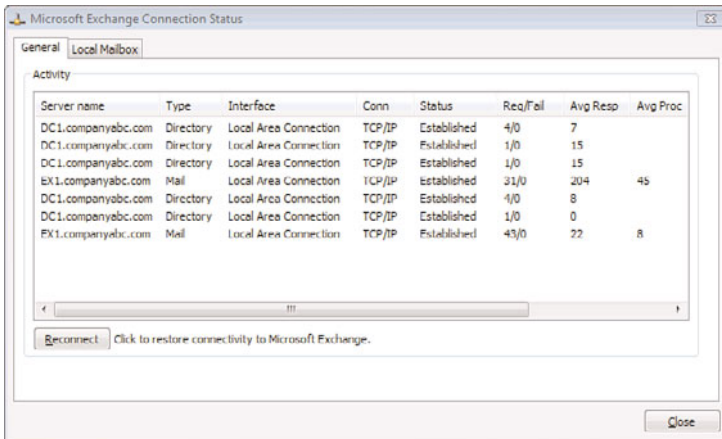 Microsoft Exchange Connection Status
General Local Mailbox
Activity
Server name Type Interface Conn Status Req/Fail Avg Resp Avg Proc
DC1.companyabc.com Directory Local Area Connection TCP/IP Established 4/0 7
DC1.companyabc.com Directory Local Area Connection TCP/IP Established 1/0 15
DC1.companyabc.com Directory Local Area Connection TCP/IP Established 1/0 15
EX1.companyabc.com Mail Local Area Connection TCP/IP Established 31/0 204 45
DC1.companyabc.com Directory Local Area Connection TCP/IP Established 4/0 8
DC1.companyabc.com Directory Local Area Connection TCP/IP Established 1/0 0
EX1.companyabc.com Mail Local Area Connection TCP/IP Established 43/0 22 8
Reconnect Click to restore connectivity to Microsoft Exchange.
Close